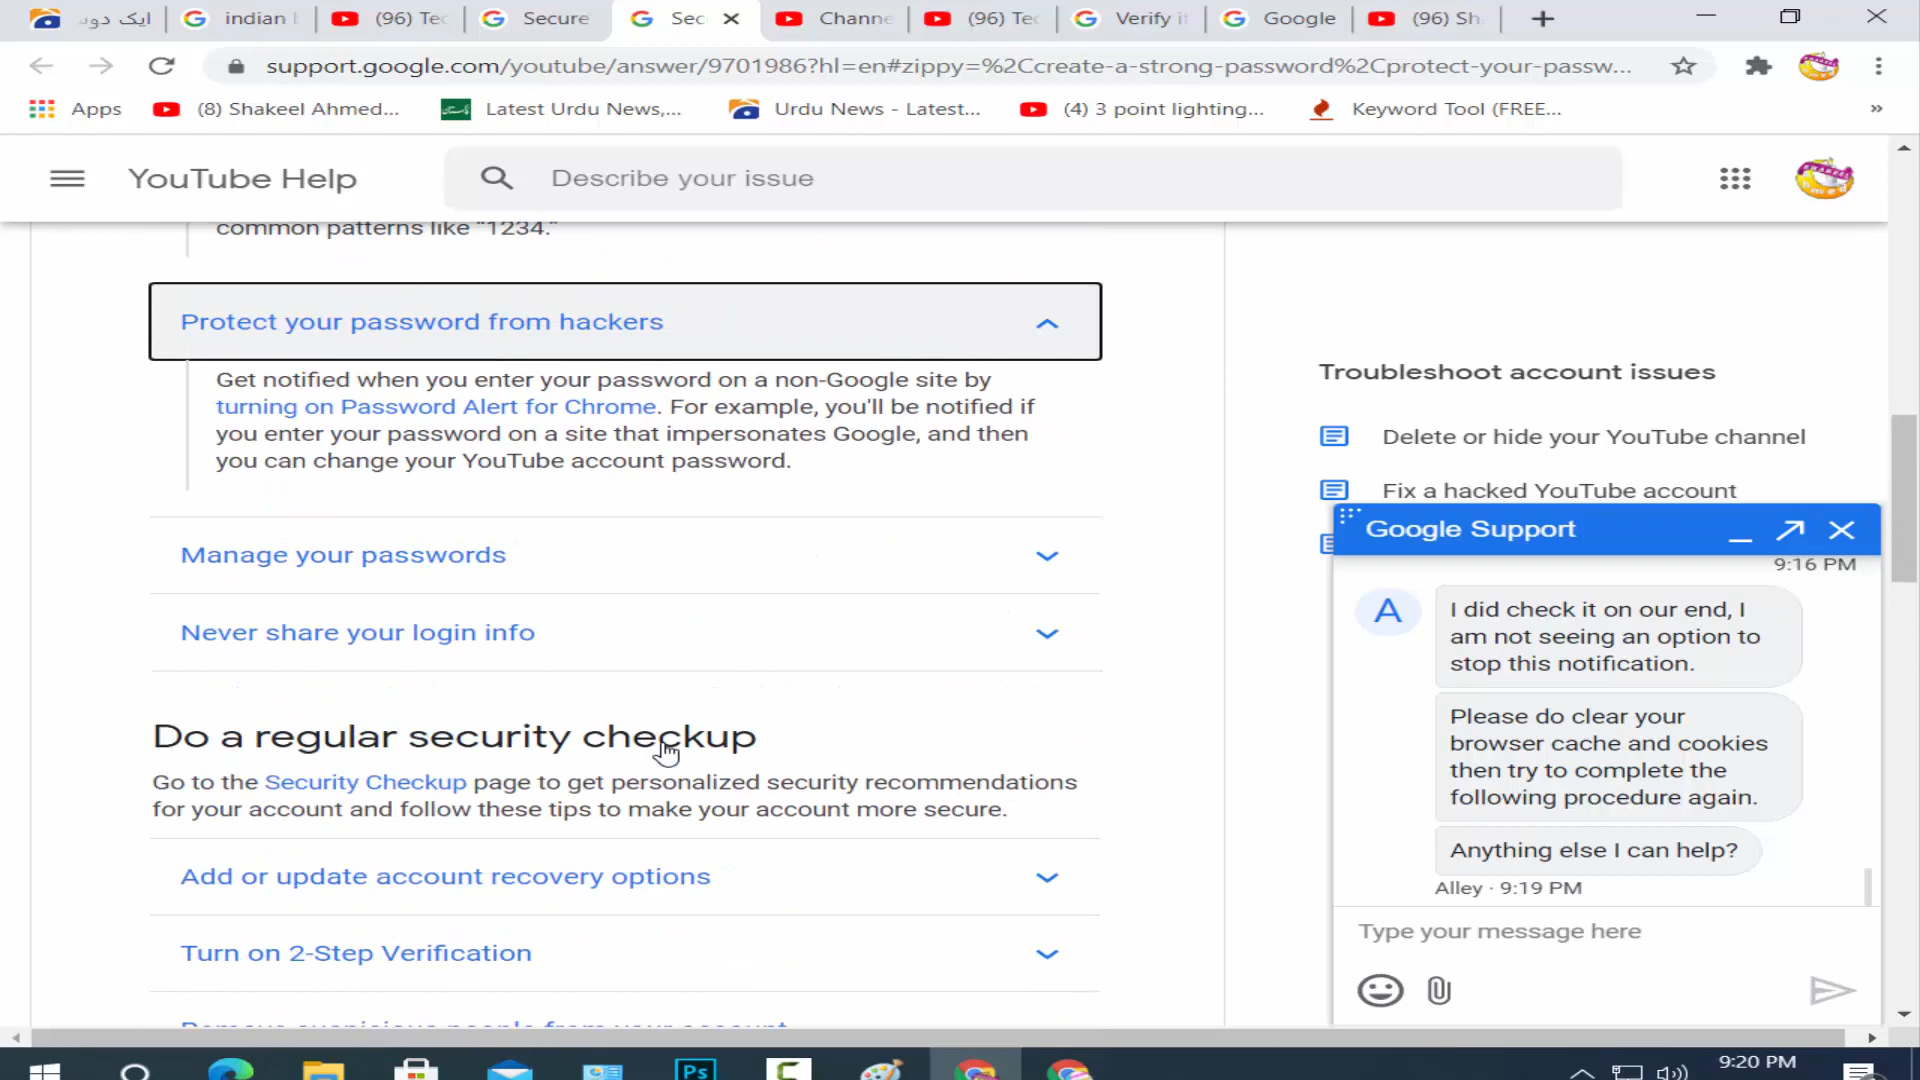 ایک دوس
indian
(96) Tec
Secure
Sec
Channe
(96) Tec
Verify i
Google
(96) Sh
support.google.com/youtube/answer/9701986?hl=en#zippy=%2Ccreate-a-strong-password%2Cprotect-your-passw...
Apps
(8) Shakeel Ahmed...
Latest Urdu News,...
Urdu News - Latest...
(4) 3 point lighting...
Keyword Tool (FREE...
»
YouTube Help
Describe your issue
common patterns like "1234."
Protect your password from hackers
Get notified when you enter your password on a non-Google site by
turning on Password Alert for Chrome. For example, you'll be notified if
you enter your password on a site that impersonates Google, and then
you can change your YouTube account password.
Manage your passwords
Never share your login info
Do a regular security checkup
Go to the Security Checkup page to get personalized security recommendations
for your account and follow these tips to make your account more secure.
Add or update account recovery options
Turn on 2-Step Verification
Remove suspicious people from your account
Troubleshoot account issues
Delete or hide your YouTube channel
Fix a hacked YouTube account
Google Support
9:16 PM
A
I did check it on our end, I
am not seeing an option to
stop this notification.
Please do clear your
browser cache and cookies
then try to complete the
following procedure again.
Anything else I can help?
Alley · 9:19 PM
Type your message here
Ps
9:20 PM